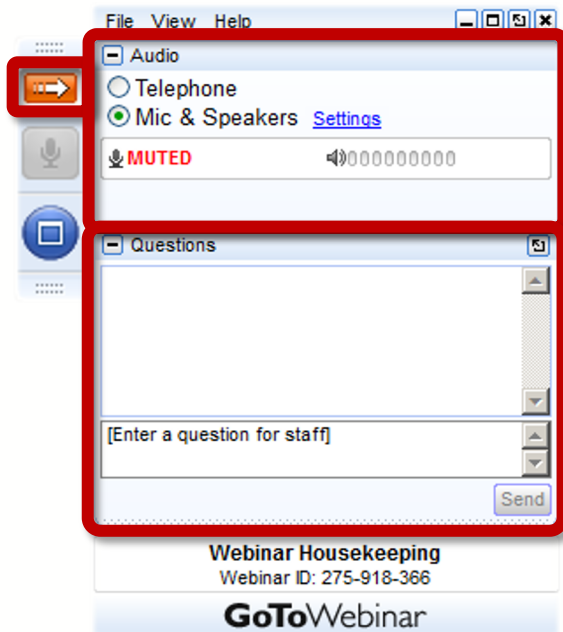 File View Help
Audio
Telephone
Mic & Speakers Settings
MUTED 000000000
Questions
[Enter a question for staff]
Send
Webinar Housekeeping
Webinar ID: 275-918-366
GoToWebinar